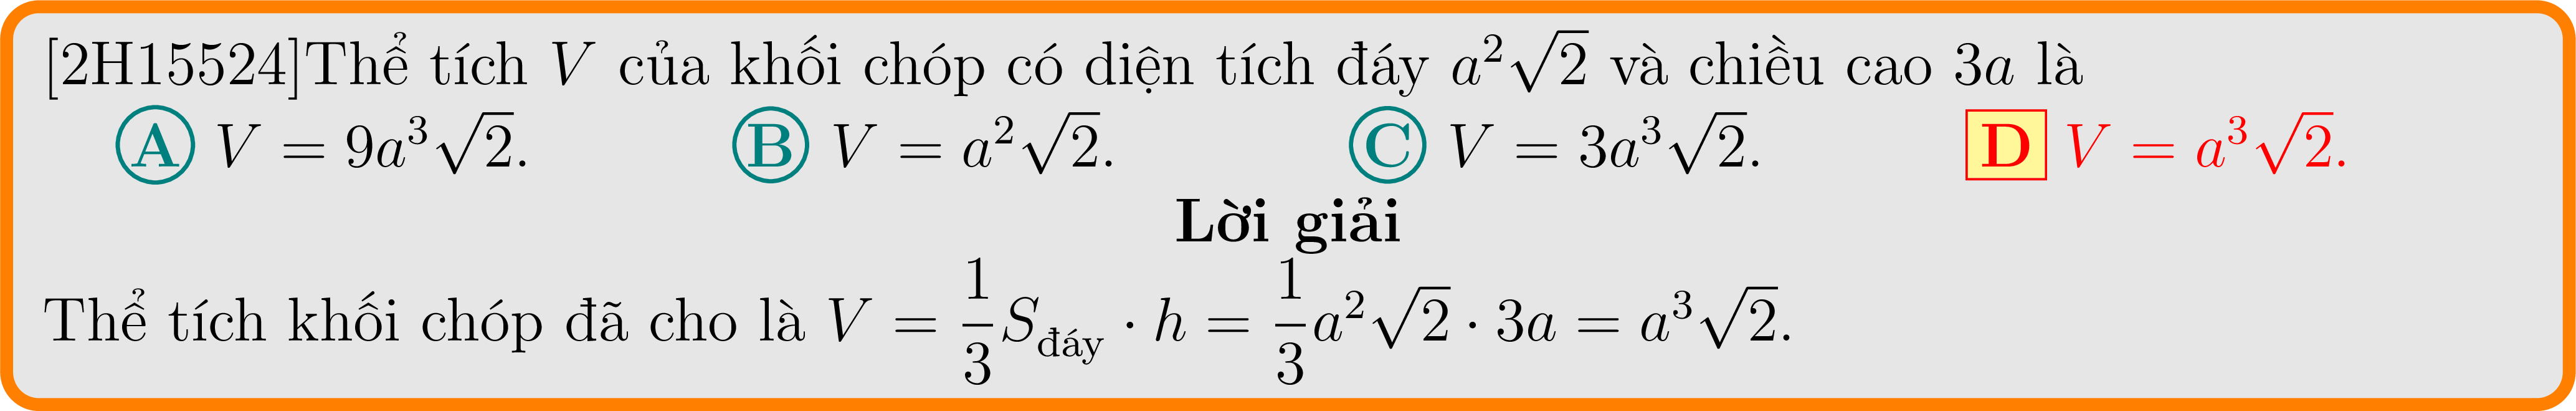 [2H15524]Thể tích V của khối chóp có diện tích đáy a²√2 và chiều cao 3a là
A V = 9a³√2. B V = a²√2. C V = 3a³√2. D V = a³√2.
Lời giải
Thể tích khối chóp đã cho là V = 1/3 S_đáy · h = 1/3 a²√2 · 3a = a³√2.